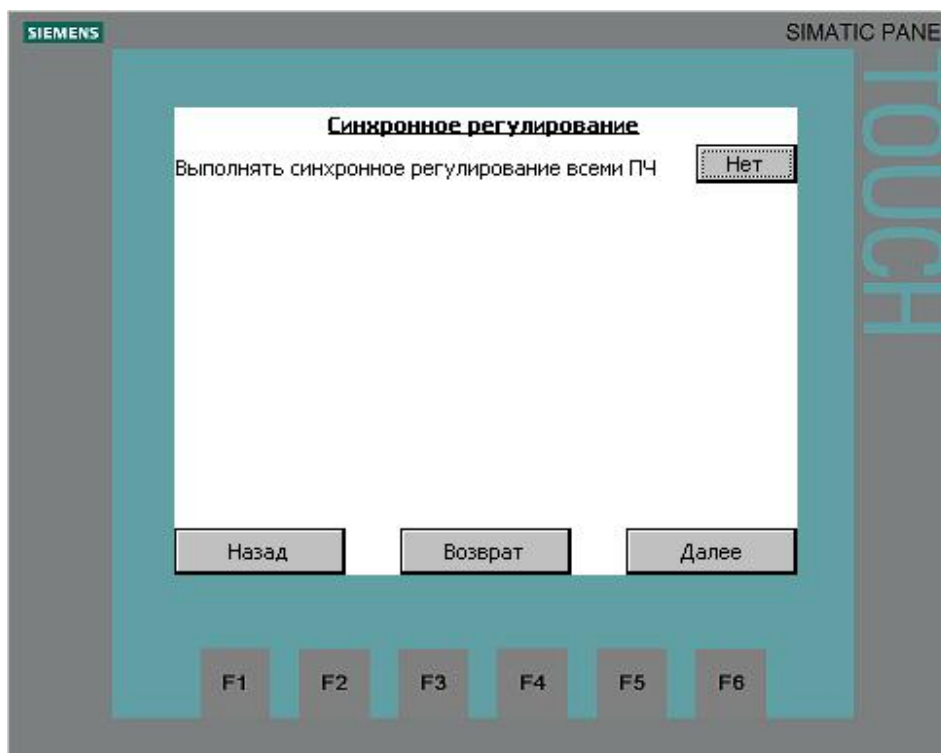 SIEMENS
SIMATIC PANE
TOUCH
Синхронное регулирование
Выполнять синхронное регулирование всеми ПЧ
Нет
Назад
Возврат
Далее
F1
F2
F3
F4
F5
F6